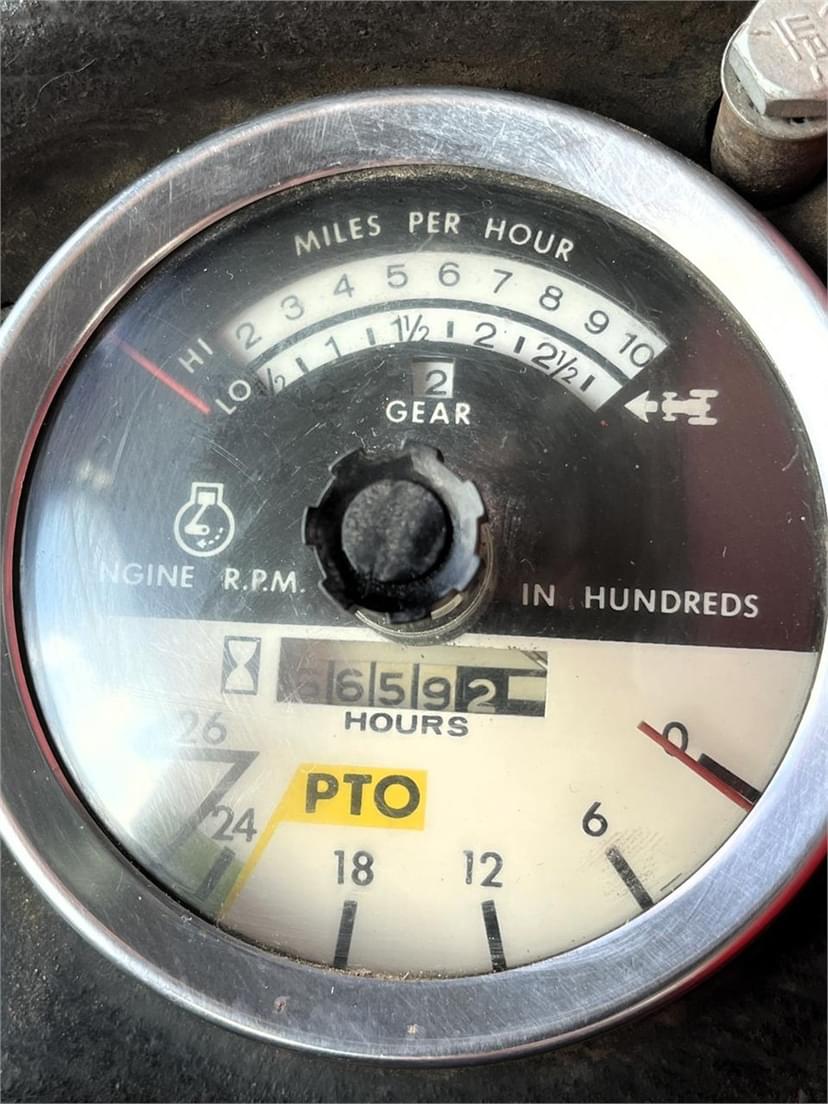 MILES PER HOUR
HI 2 3 4 5 6 7 8 9 10
LO ½ 1 1½ 2 2½
2
GEAR
NGINE R.P.M. IN HUNDREDS
6592
HOURS
26
0
PTO
24
6
18
12